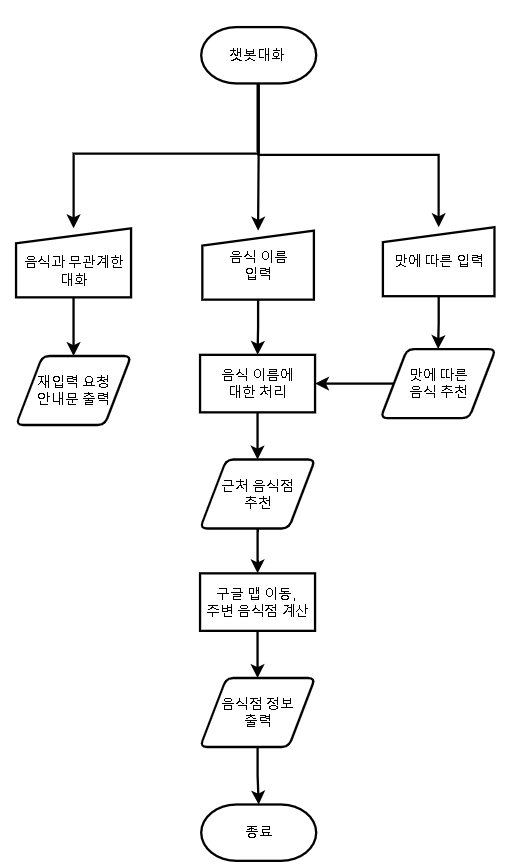 챗봇대화
음식과 무관계한
대화
음식 이름
입력
맛에 따른 입력
재입력 요청
안내문 출력
음식 이름에
대한 처리
맛에 따른
음식 추천
근처 음식점
추천
구글 맵 이동,
주변 음식점 계산
음식점 정보
출력
종료